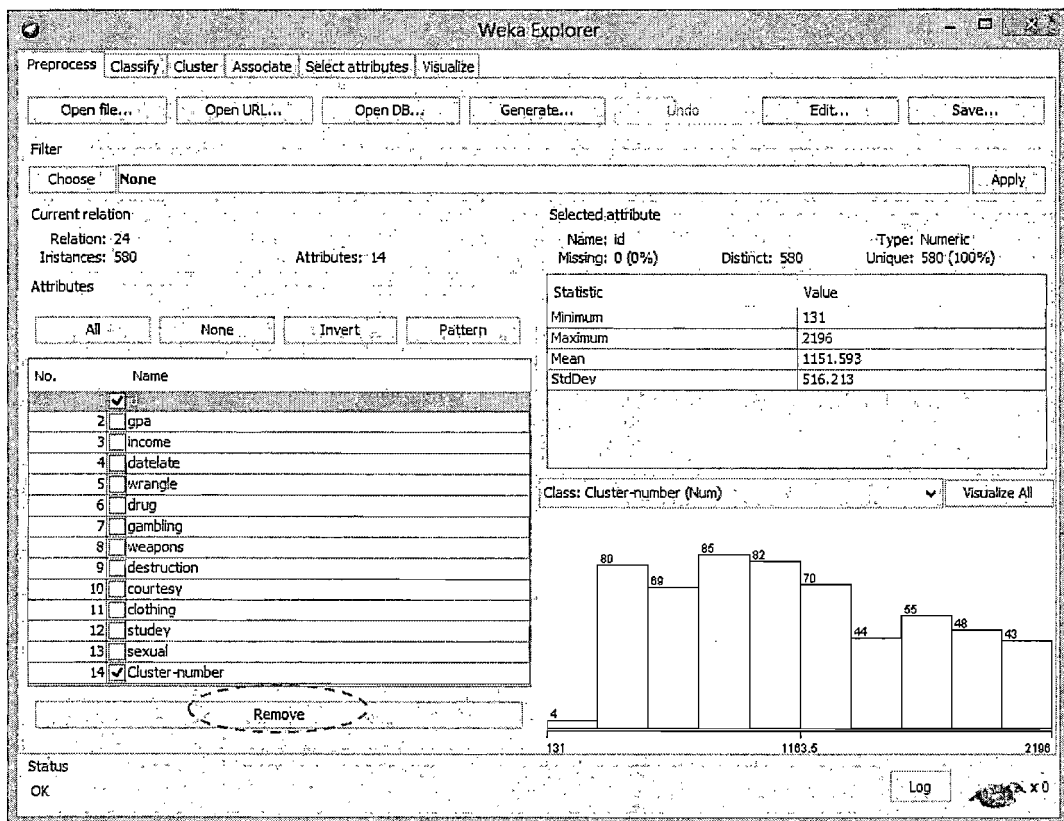 Weka Explorer
Preprocess Classify Cluster Associate Select attributes Visualize
Open file... Open URL... Open DB... Generate... Undo Edit... Save...
Filter
Choose None Apply
Current relation
Relation: 24
Instances: 580 Attributes: 14
Attributes
All None Invert Pattern
No. Name
2 gpa
3 income
4 datelate
5 wrangle
6 drug
7 gambling
8 weapons
9 destruction
10 courtesy
11 clothing
12 studey
13 sexual
14 Cluster-number
Remove
Selected attribute
Name: id Type: Numeric
Missing: 0 (0%) Distinct: 580 Unique: 580 (100%)
Statistic Value
Minimum 131
Maximum 2196
Mean 1151.593
StdDev 516.213
Class: Cluster-number (Num) Visualize All
4 80 69 85 82 70 44 55 48 43
131 1163.5 2196
Status
OK Log x 0